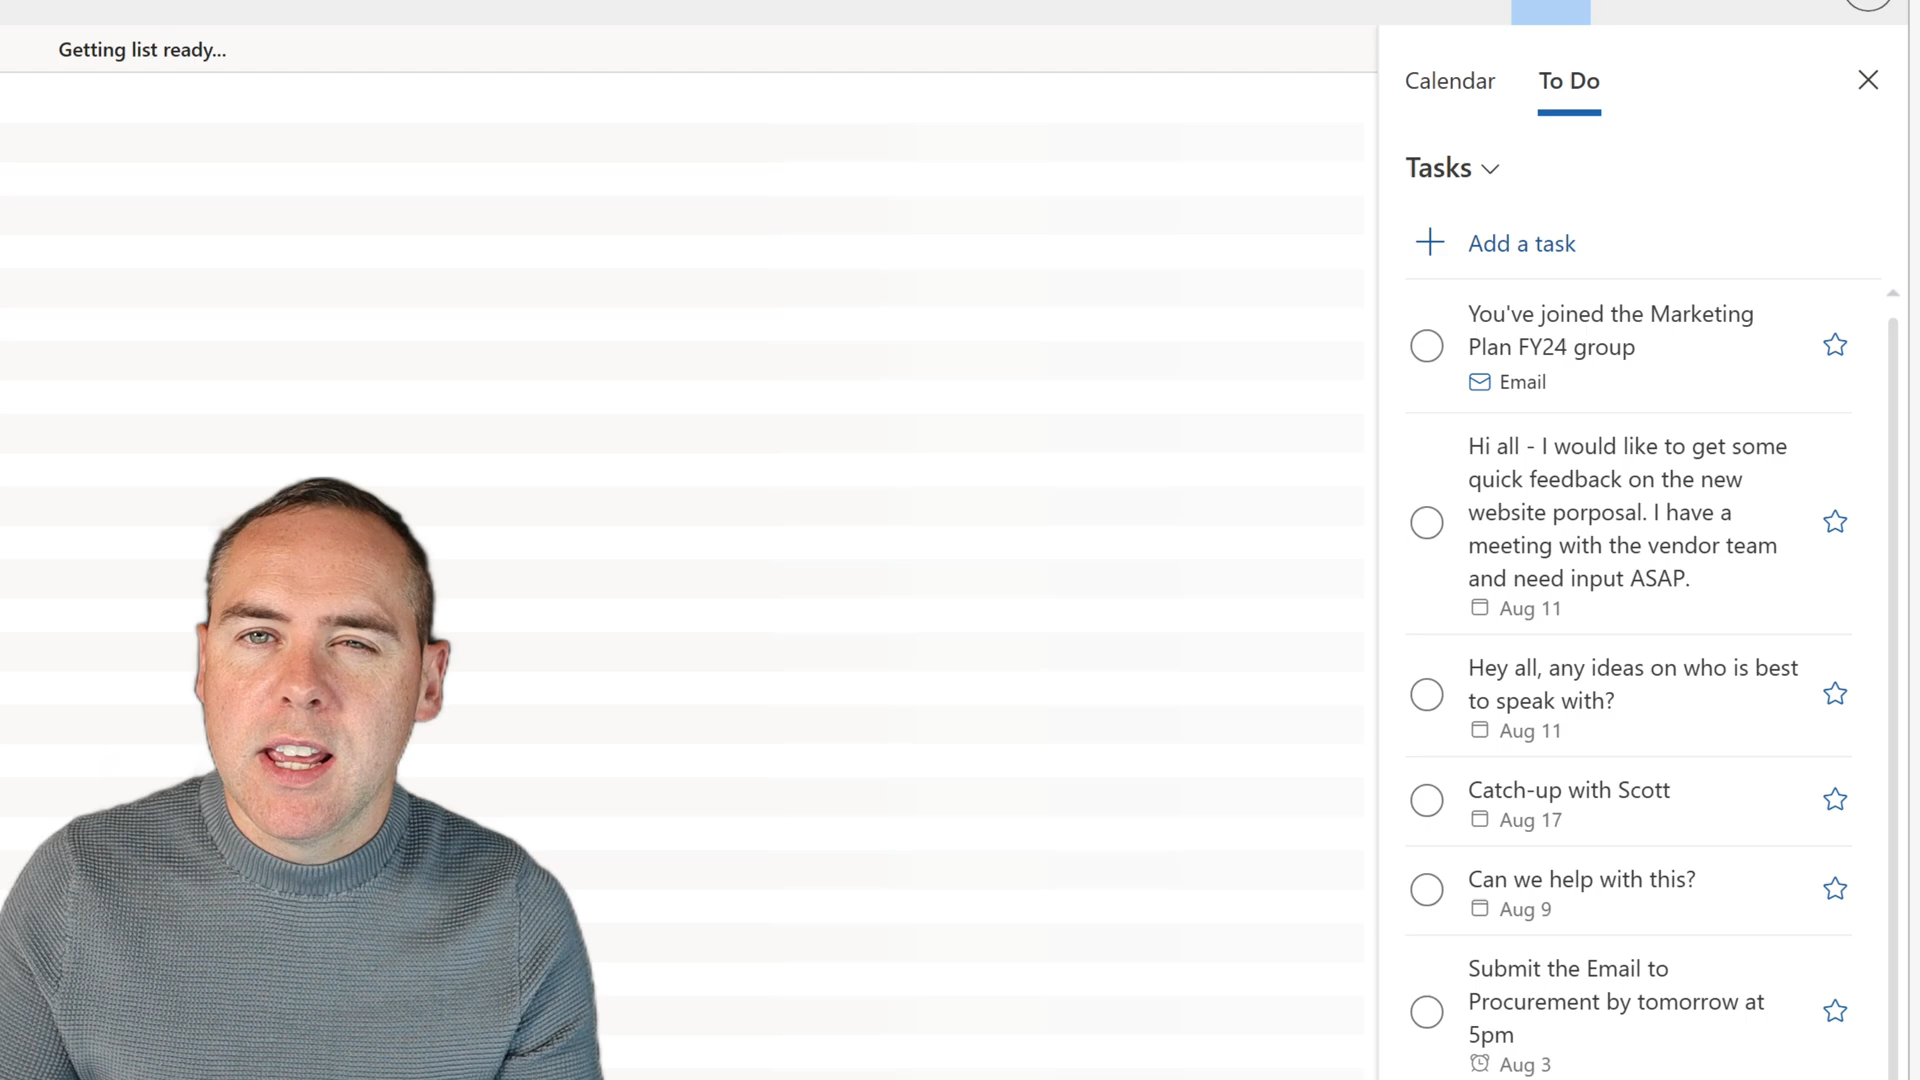 Getting list ready...
Calendar
To Do
Tasks
Add a task
You've joined the Marketing
Plan FY24 group
Email
Hi all - I would like to get some
quick feedback on the new
website porposal. I have a
meeting with the vendor team
and need input ASAP.
Aug 11
Hey all, any ideas on who is best
to speak with?
Aug 11
Catch-up with Scott
Aug 17
Can we help with this?
Aug 9
Submit the Email to
Procurement by tomorrow at
5pm
Aug 3